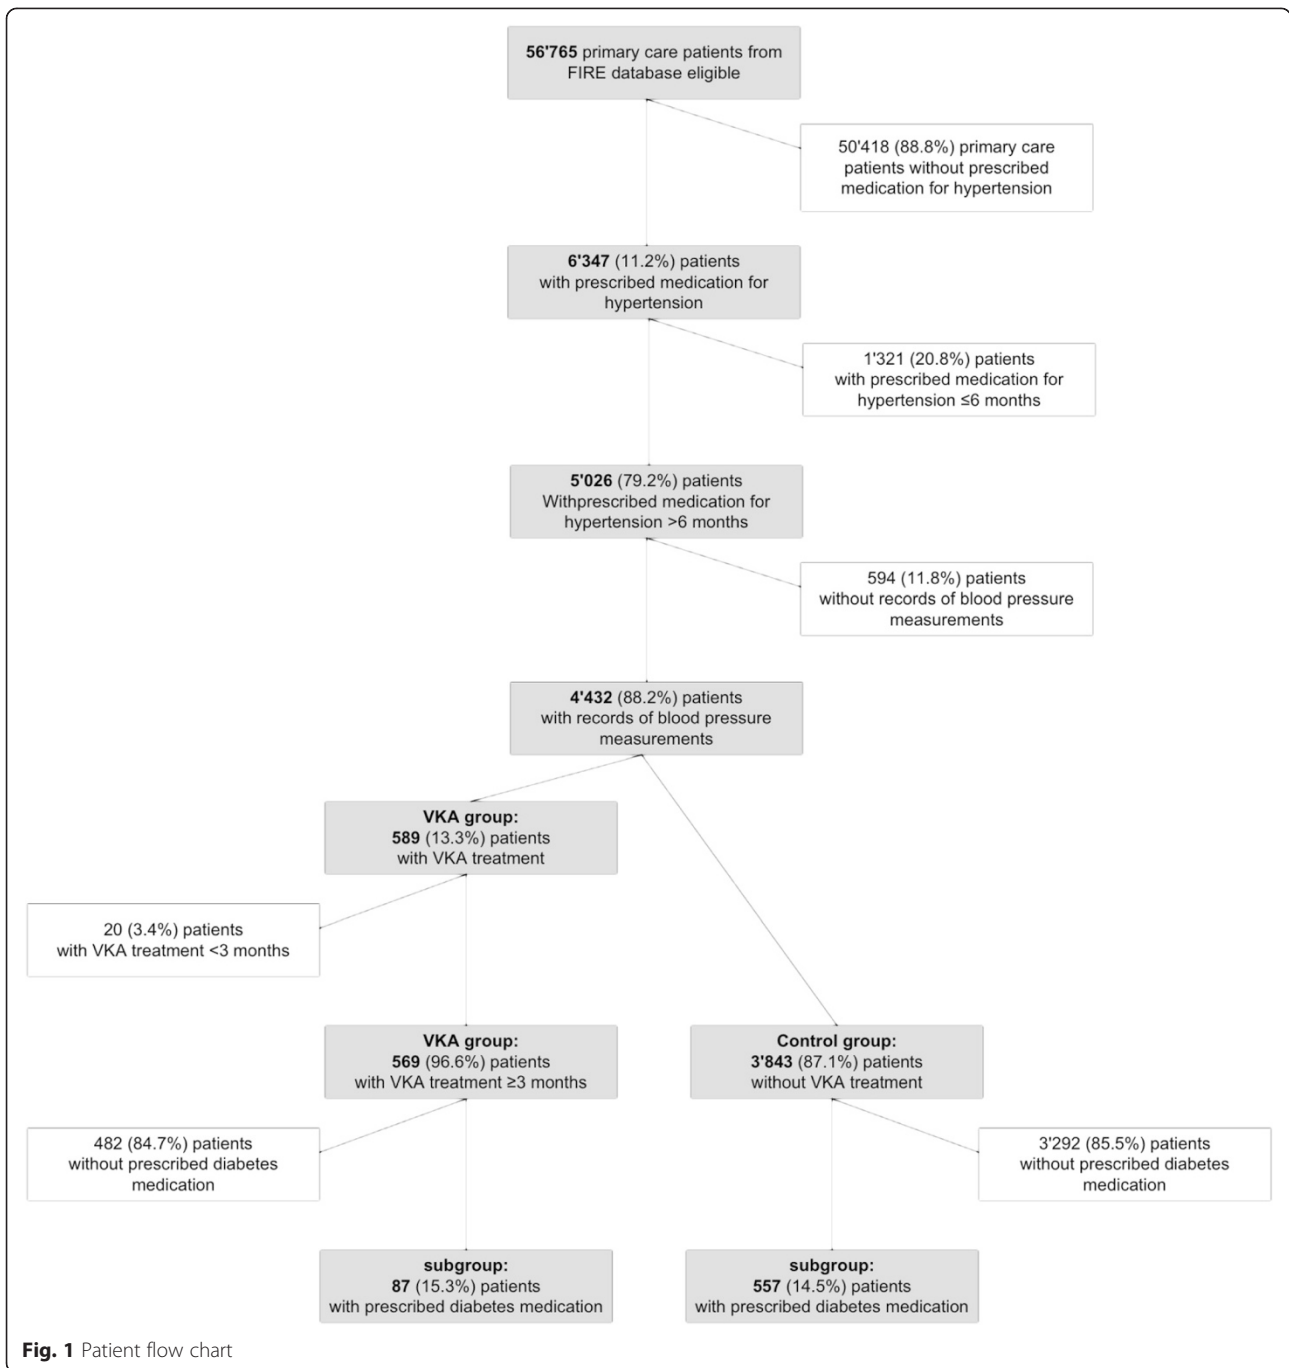 56'765 primary care patients from
FIRE database eligible
50'418 (88.8%) primary care
patients without prescribed
medication for hypertension
6'347 (11.2%) patients
with prescribed medication for
hypertension
1'321 (20.8%) patients
with prescribed medication for
hypertension ≤6 months
5'026 (79.2%) patients
Withprescribed medication for
hypertension >6 months
594 (11.8%) patients
without records of blood pressure
measurements
4'432 (88.2%) patients
with records of blood pressure
measurements
VKA group:
589 (13.3%) patients
with VKA treatment
20 (3.4%) patients
with VKA treatment <3 months
VKA group:
569 (96.6%) patients
with VKA treatment ≥3 months
Control group:
3'843 (87.1%) patients
without VKA treatment
482 (84.7%) patients
without prescribed diabetes
medication
3'292 (85.5%) patients
without prescribed diabetes
medication
subgroup:
87 (15.3%) patients
with prescribed diabetes medication
subgroup:
557 (14.5%) patients
with prescribed diabetes medication
Fig. 1 Patient flow chart